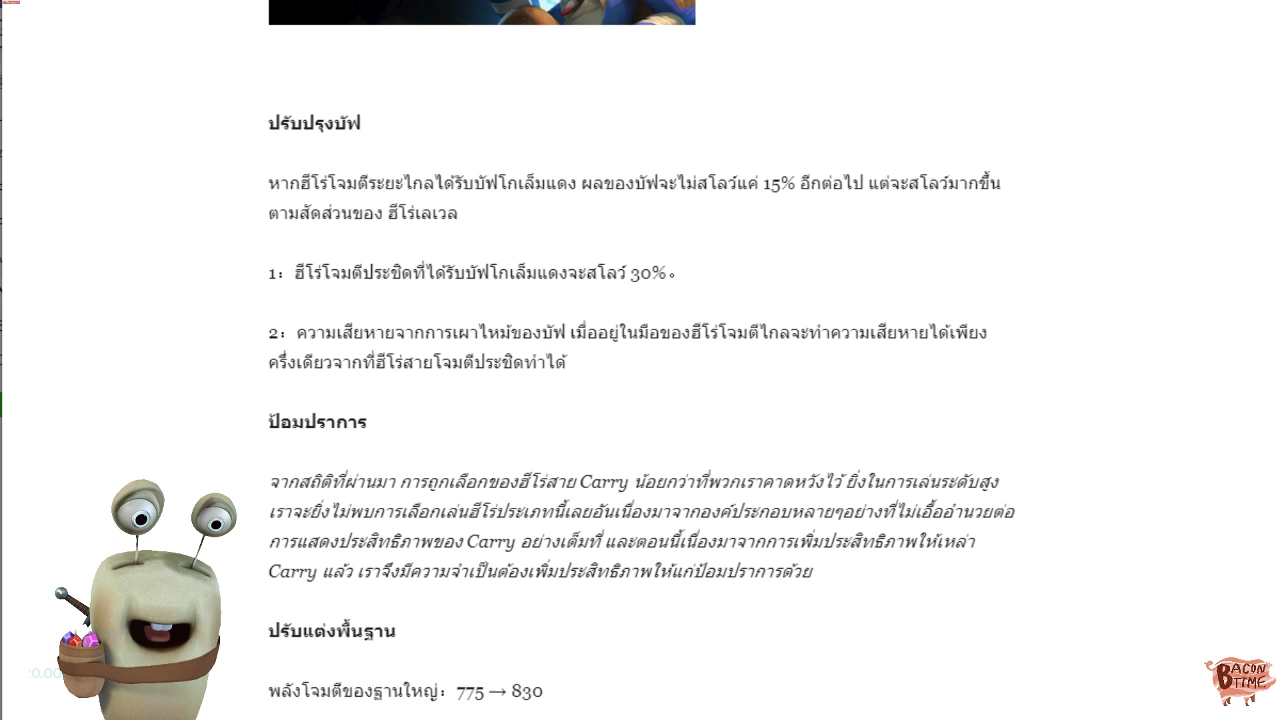 ปรับปรุงบัฟ
หากฮีโร่โจมตีระยะไกลได้รับบัฟโกเล็มแดง ผลของบัฟจะไม่สโลว์แค่ 15% อีกต่อไป แต่จะสโลว์มากขึ้น
ตามสัดส่วนของ ฮีโร่เลเวล
1： ฮีโร่โจมตีประชิดที่ได้รับบัฟโกเล็มแดงจะสโลว์ 30%。
2： ความเสียหายจากการเผาไหม้ของบัฟ เมื่ออยู่ในมือของฮีโร่โจมตีไกลจะทำความเสียหายได้เพียง
ครึ่งเดียวจากที่ฮีโร่สายโจมตีประชิดทำได้
ป้อมปราการ
จากสถิติที่ผ่านมา การถูกเลือกของฮีโร่สาย Carry น้อยกว่าที่พวกเราคาดหวังไว้ ยิ่งในการเล่นระดับสูง
เราจะยิ่งไม่พบการเลือกเล่นฮีโร่ประเภทนี้เลยอันเนื่องมาจากองค์ประกอบหลายๆอย่างที่ไม่เอื้ออำนวยต่อ
การแสดงประสิทธิภาพของ Carry อย่างเต็มที่ และตอนนี้เนื่องมาจากการเพิ่มประสิทธิภาพให้เหล่า
Carry แล้ว เราจึงมีความจำเป็นต้องเพิ่มประสิทธิภาพให้แก่ป้อมปราการด้วย
ปรับแต่งพื้นฐาน
พลังโจมตีของฐานใหญ่： 775 → 830
BACON
TIME